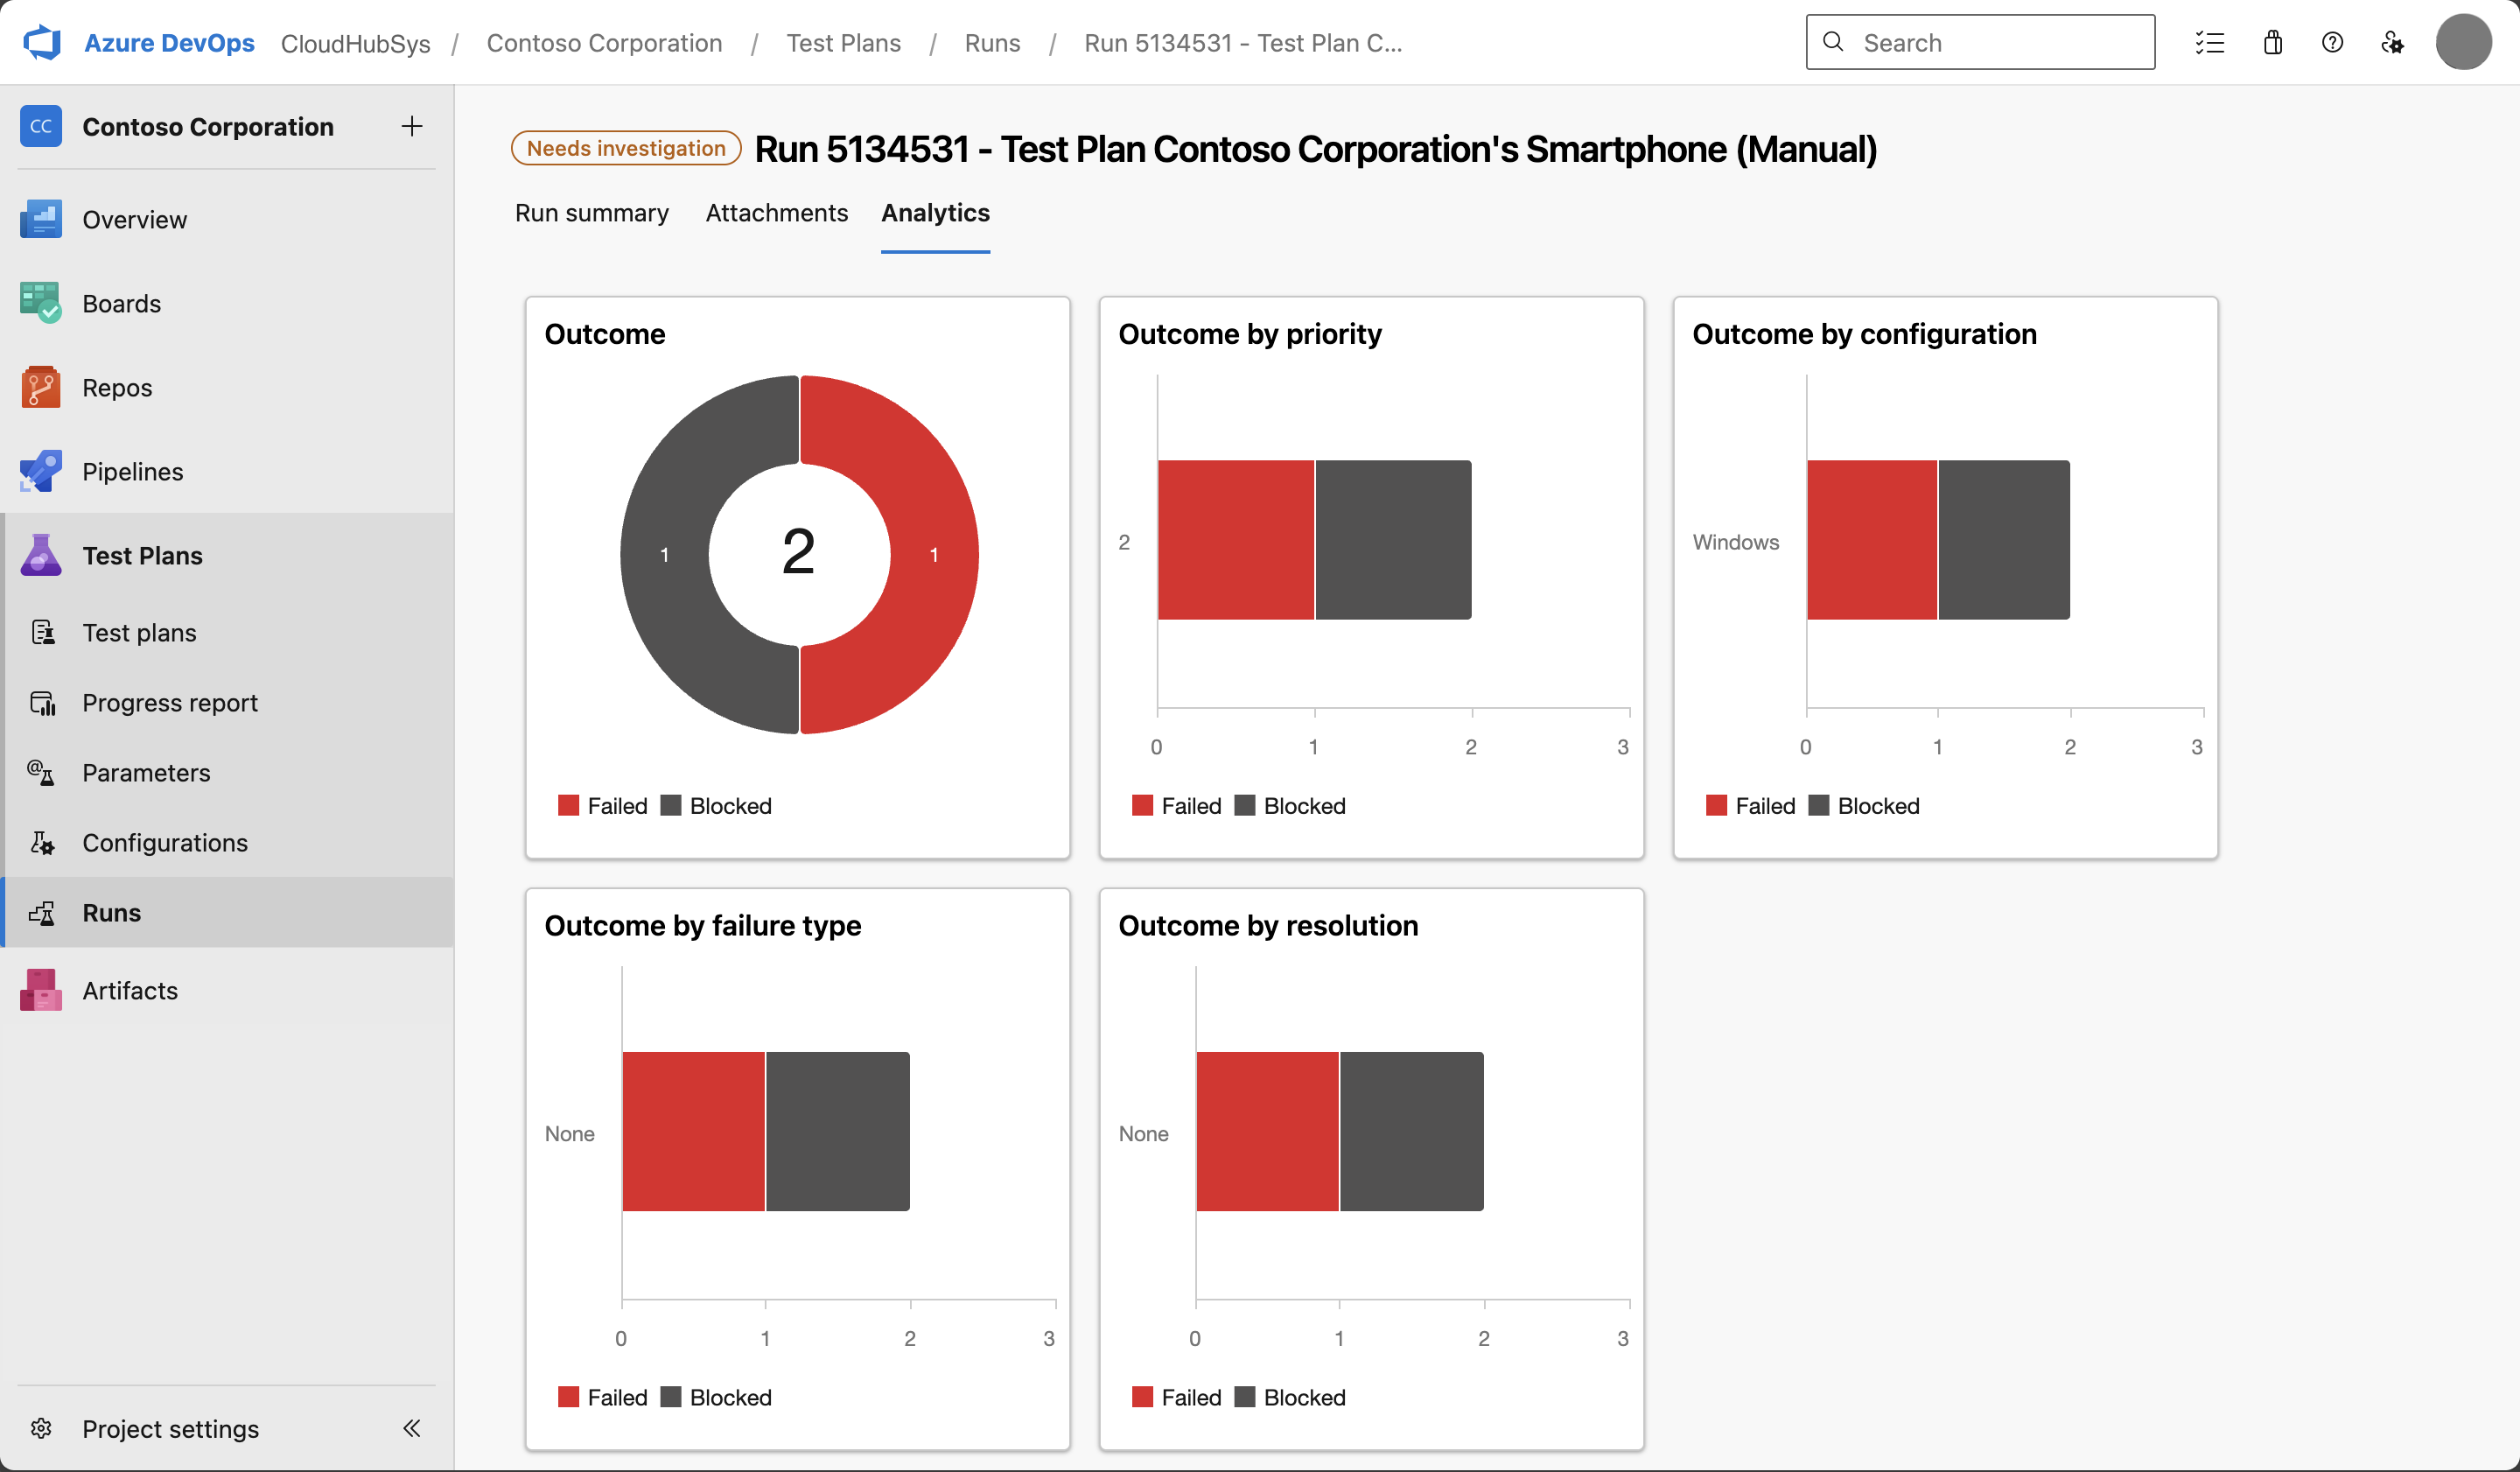 Azure DevOps CloudHubSys / Contoso Corporation / Test Plans / Runs / Run 5134531 - Test Plan C...
Search
CC Contoso Corporation
Overview
Boards
Repos
Pipelines
Test Plans
Test plans
Progress report
Parameters
Configurations
Runs
Artifacts
Project settings
Needs investigation Run 5134531 - Test Plan Contoso Corporation's Smartphone (Manual)
Run summary Attachments Analytics
Outcome
1 2 1
Failed Blocked
Outcome by priority
2
0 1 2 3
Failed Blocked
Outcome by configuration
Windows
0 1 2 3
Failed Blocked
Outcome by failure type
None
0 1 2 3
Failed Blocked
Outcome by resolution
None
0 1 2 3
Failed Blocked